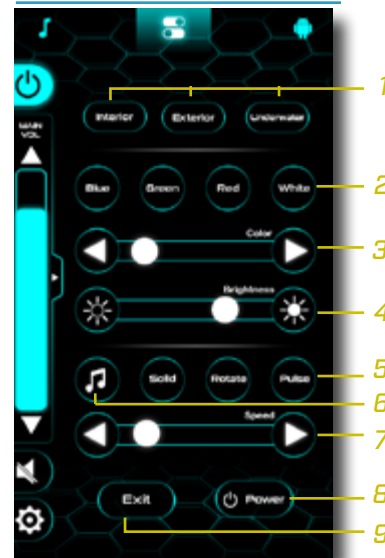 MAIN
VOL
Interior Exterior Underwater 1
Blue Green Red White 2
Color
3
Brightness
4
Solid Rotate Pulse 5
6
Speed
7
Exit Power 8
9